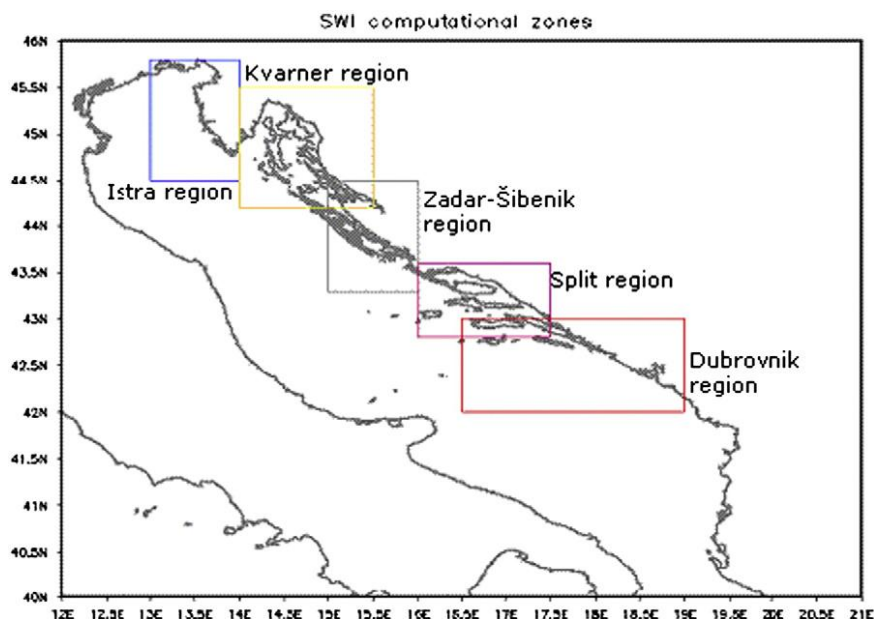 SWI computational zones
46N
45.5N
45N
44.5N
44N
43.5N
43N
42.5N
42N
41.5N
41N
40.5N
40N
Kvarner region
Istra region
Zadar-Šibenik
region
Split region
Dubrovnik
region
12E 12.5E 13E 13.5E 14E 14.5E 15E 15.5E 16E 16.5E 17E 17.5E 18E 18.5E 19E 19.5E 20E 20.5E 21E